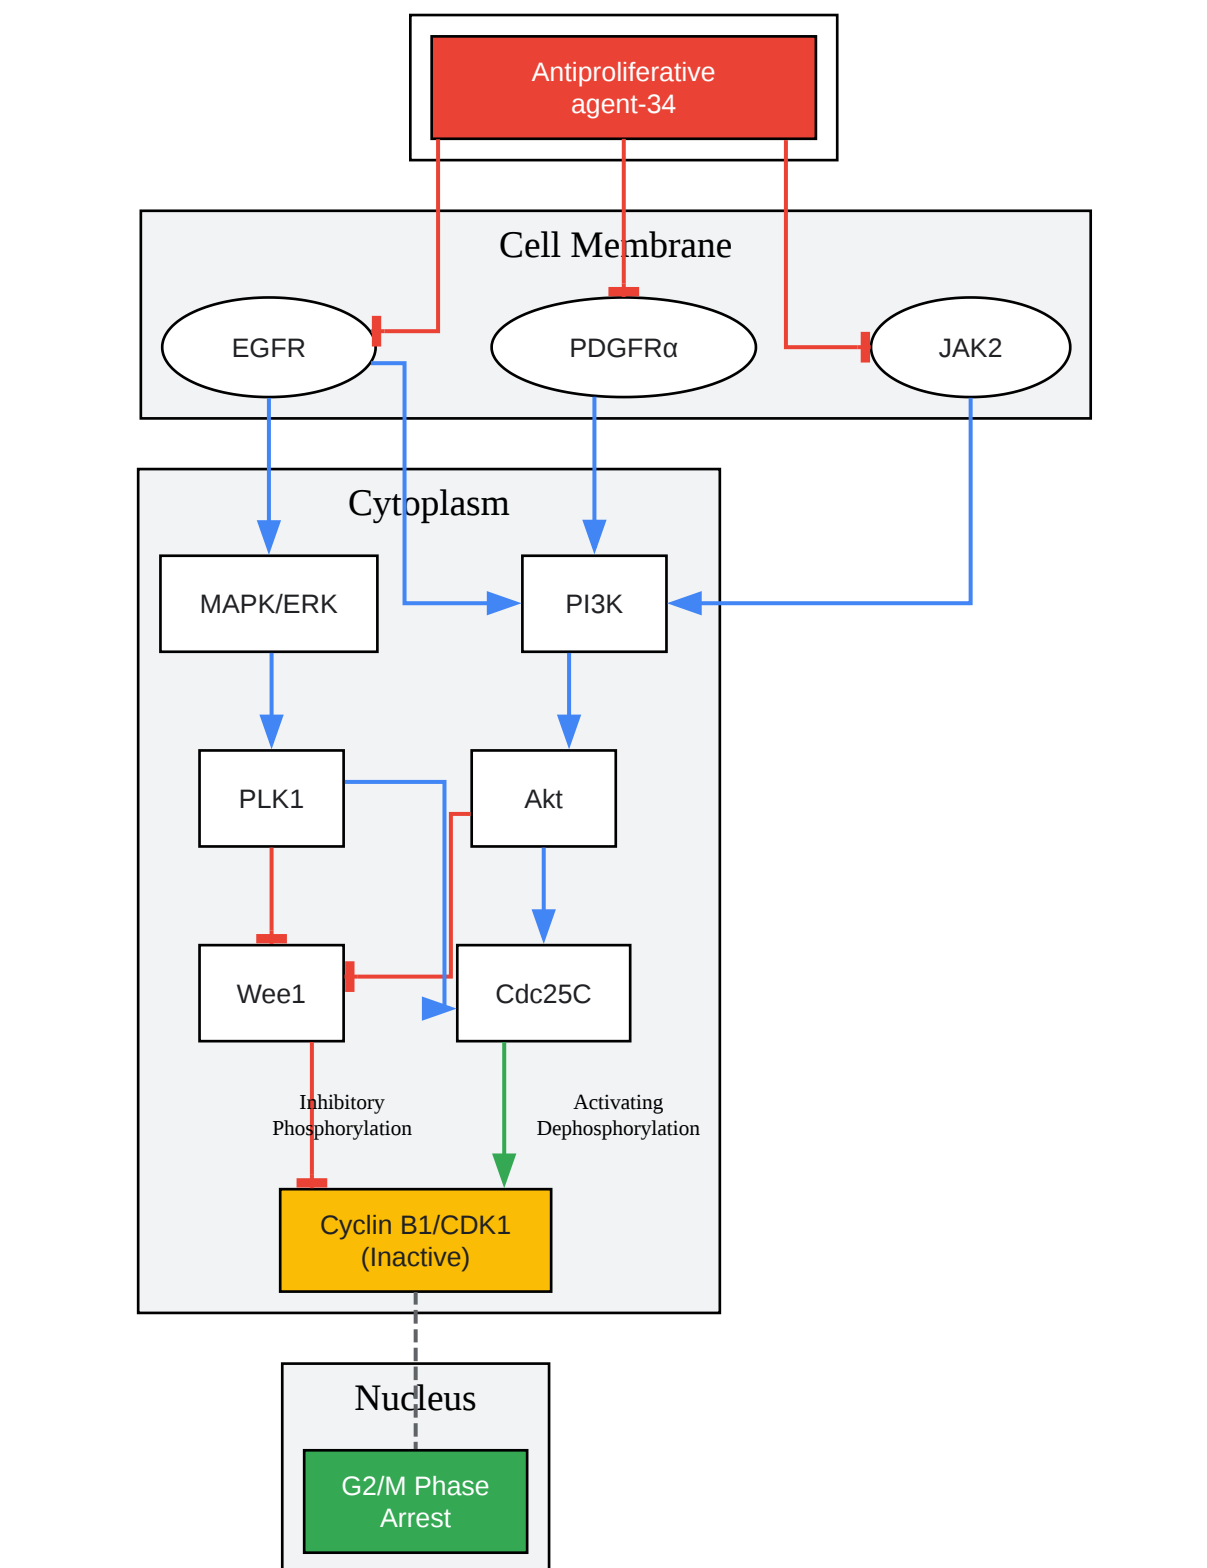 Antiproliferative
agent-34
Cell Membrane
EGFR
PDGFRα
JAK2
Cytoplasm
MAPK/ERK
PI3K
PLK1
Akt
Wee1
Cdc25C
Inhibitory
Phosphorylation
Activating
Dephosphorylation
Cyclin B1/CDK1
(Inactive)
Nucleus
G2/M Phase
Arrest